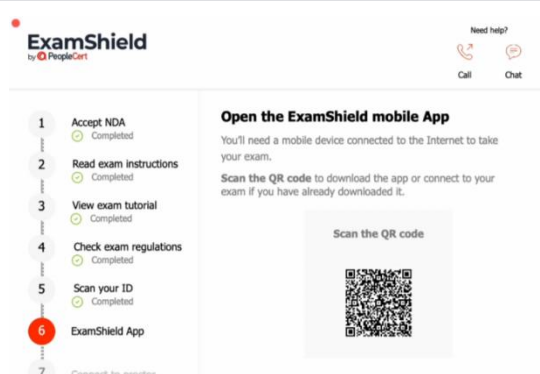 Need help?
ExamShield
by PeopleCert
Call
Chat
1
Accept NDA
Completed
2
Read exam instructions
Completed
3
View exam tutorial
Completed
4
Check exam regulations
Completed
5
Scan your ID
Completed
6
ExamShield App
7
Open the ExamShield mobile App
You'll need a mobile device connected to the Internet to take
your exam.
Scan the QR code to download the app or connect to your
exam if you have already downloaded it.
Scan the QR code